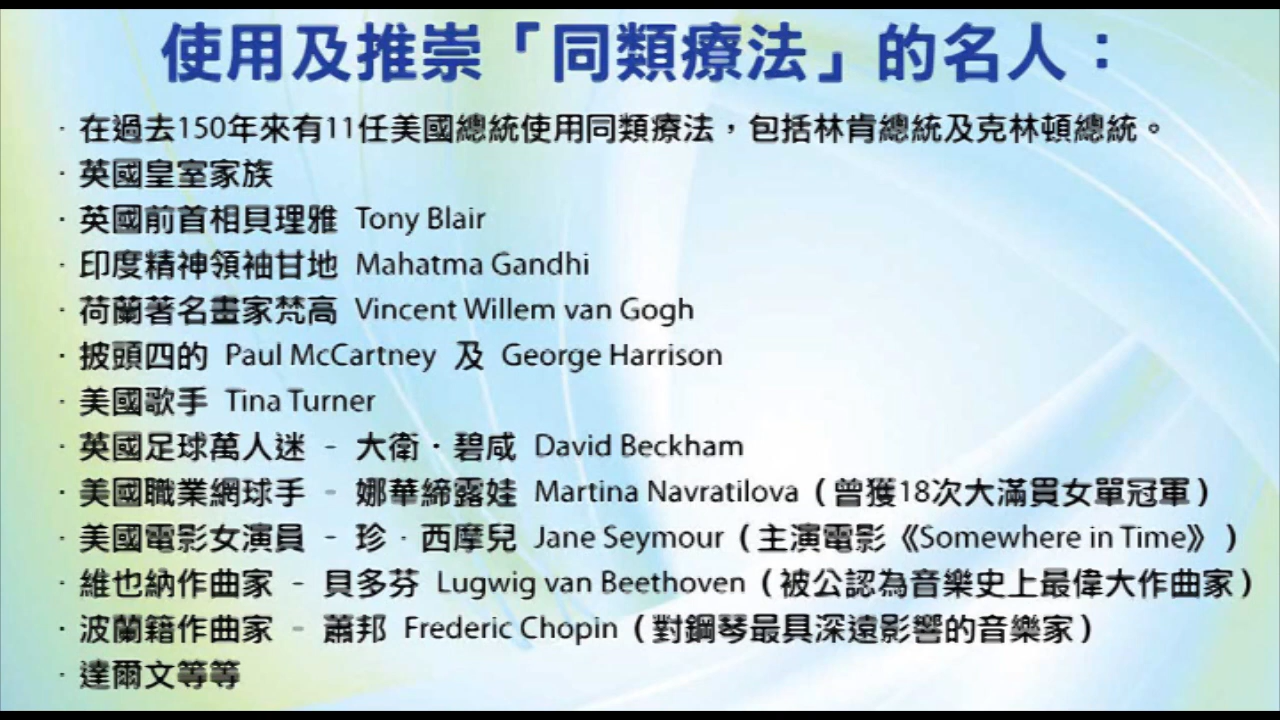 使用及推崇「同類療法」的名人：
· 在過去150年來有11任美國總統使用同類療法，包括林肯總統及克林頓總統。
· 英國皇室家族
· 英國前首相貝理雅 Tony Blair
· 印度精神領袖甘地 Mahatma Gandhi
· 荷蘭著名畫家梵高 Vincent Willem van Gogh
· 披頭四的 Paul McCartney 及 George Harrison
· 美國歌手 Tina Turner
· 英國足球萬人迷 - 大衛·碧咸 David Beckham
· 美國職業網球手 - 娜華締露娃 Martina Navratilova（曾獲18次大滿買女單冠軍）
· 美國電影女演員 - 珍·西摩兒 Jane Seymour（主演電影《Somewhere in Time》）
· 維也納作曲家 - 貝多芬 Lugwig van Beethoven（被公認為音樂史上最偉大作曲家）
· 波蘭籍作曲家 - 蕭邦 Frederic Chopin（對鋼琴最具深遠影響的音樂家）
· 達爾文等等